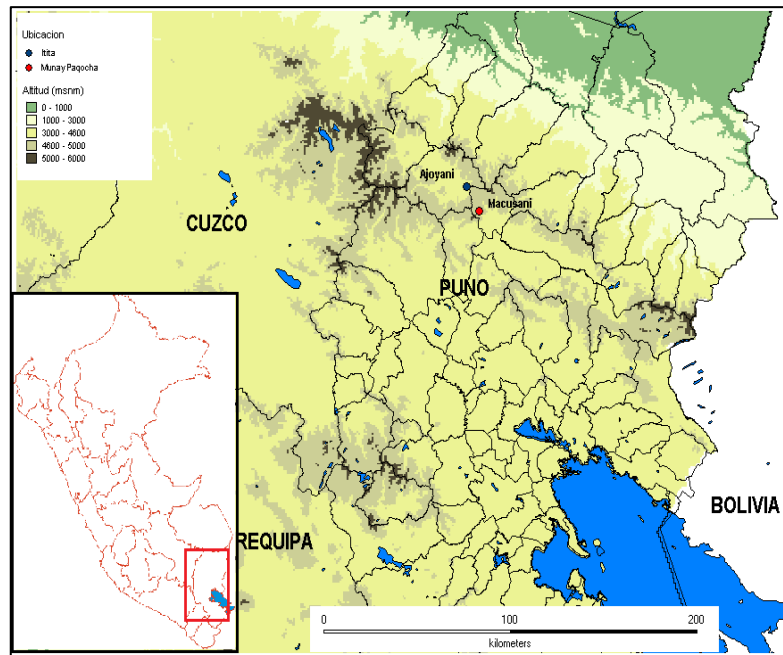 Ubicacion
Itita
Munay Paqocha
Altitud (msnm)
0 - 1000
1000 - 3000
3000 - 4600
4600 - 5000
5000 - 6000
Ajoyani
Macusani
CUZCO
PUNO
BOLIVIA
REQUIPA
0 100 200
kilometers